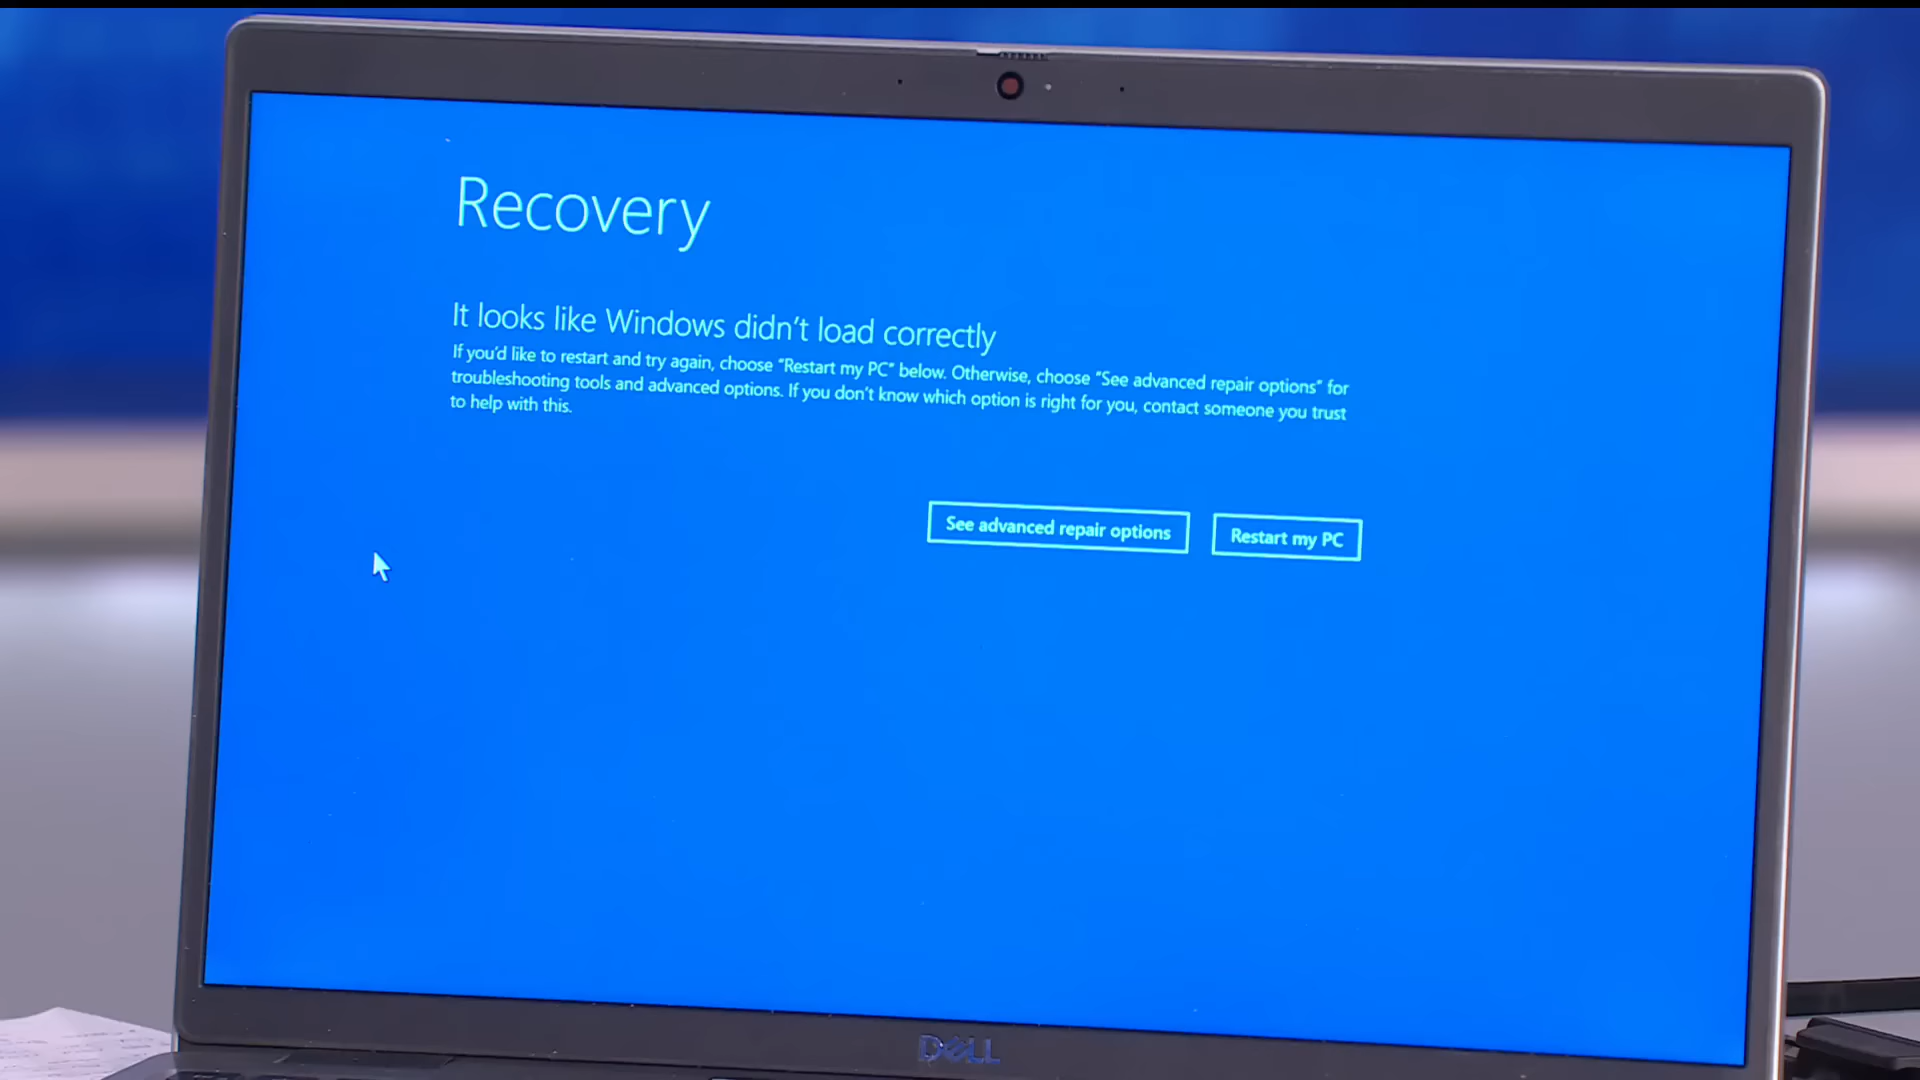 Recovery
It looks like Windows didn't load correctly
If you'd like to restart and try again, choose "Restart my PC" below. Otherwise, choose "See advanced repair options" for
troubleshooting tools and advanced options. If you don't know which option is right for you, contact someone you trust
to help with this.
See advanced repair options
Restart my PC
DELL